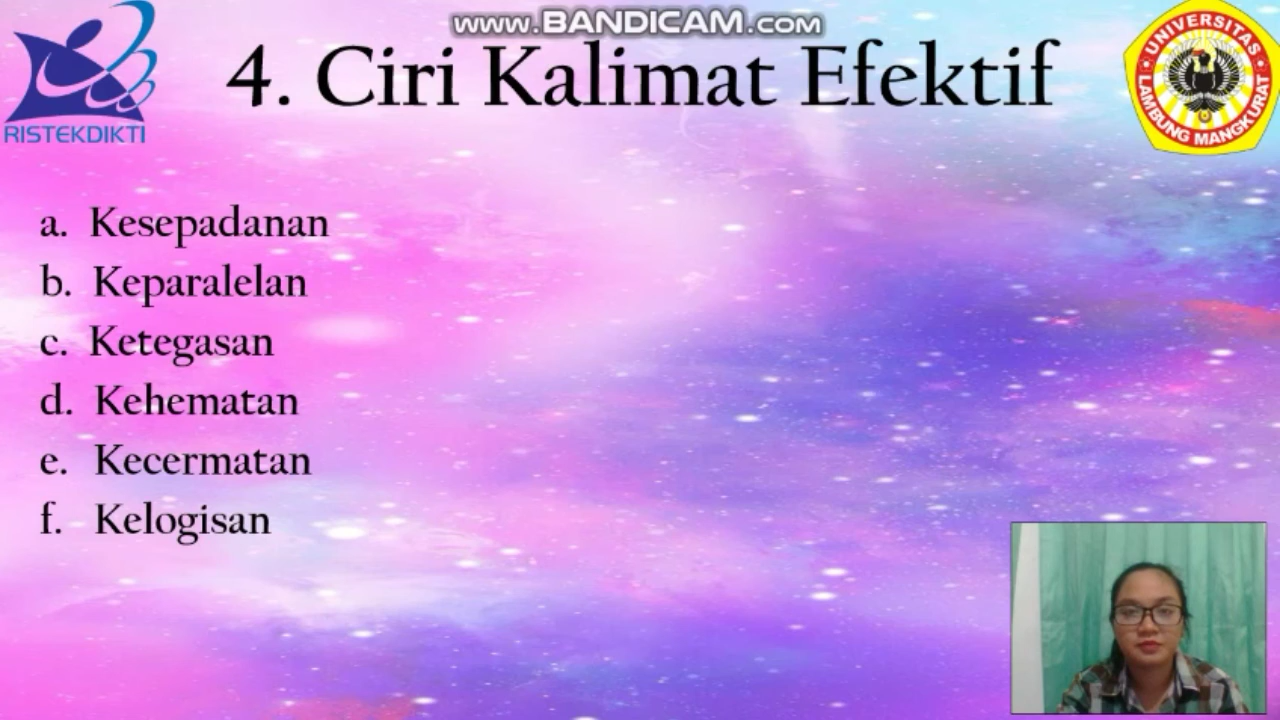 www.BANDICAM.com
4. Ciri Kalimat Efektif
RISTEKDIKTI
UNIVERSITAS
LAMBUNG MANGKURAT
a. Kesepadanan
b. Keparalelan
c. Ketegasan
d. Kehematan
e. Kecermatan
f. Kelogisan